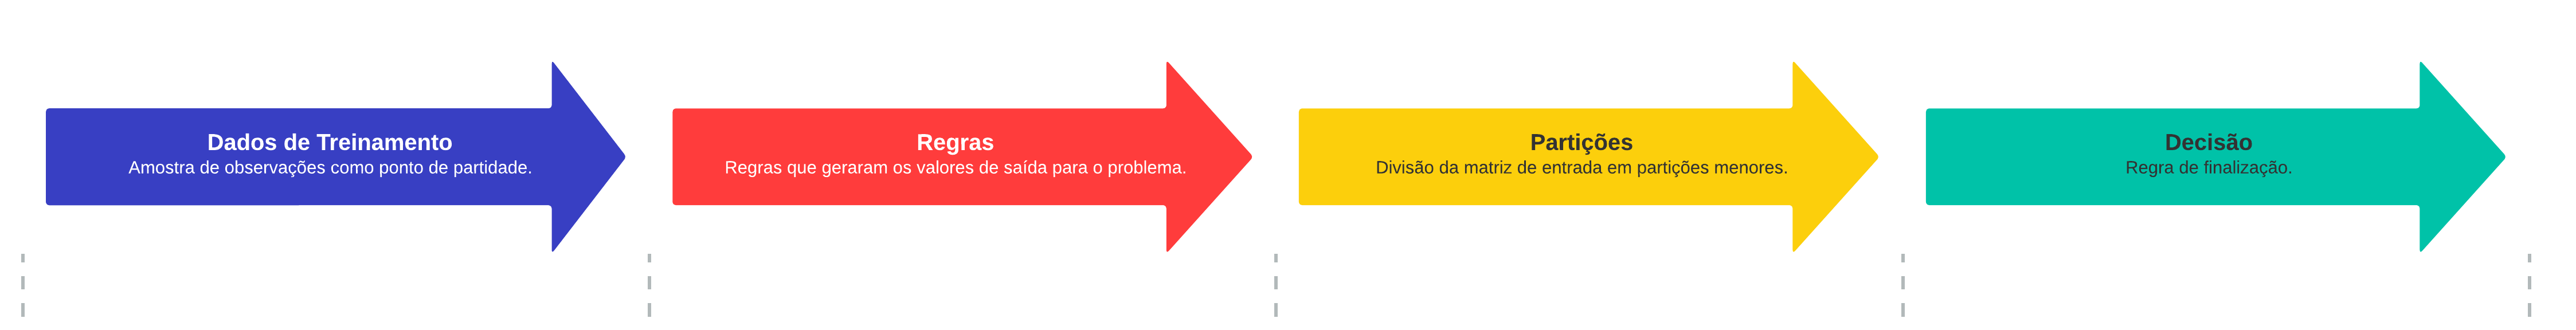 Dados de Treinamento
Amostra de observações como ponto de partidade.
Regras
Regras que geraram os valores de saída para o problema.
Partições
Divisão da matriz de entrada em partições menores.
Decisão
Regra de finalização.